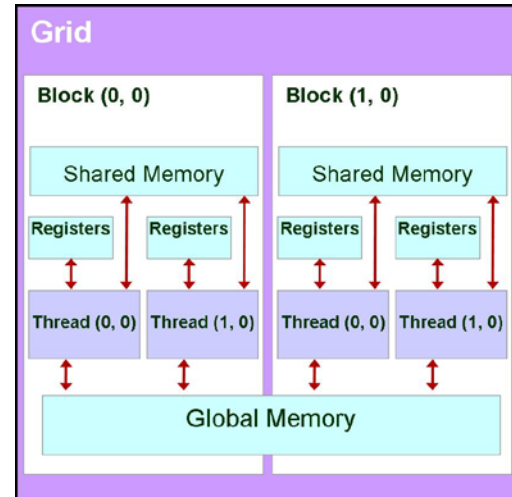 Grid
Block (0, 0)
Block (1, 0)
Shared Memory
Shared Memory
Registers
Registers
Registers
Registers
Thread (0, 0)
Thread (1, 0)
Thread (0, 0)
Thread (1, 0)
Global Memory